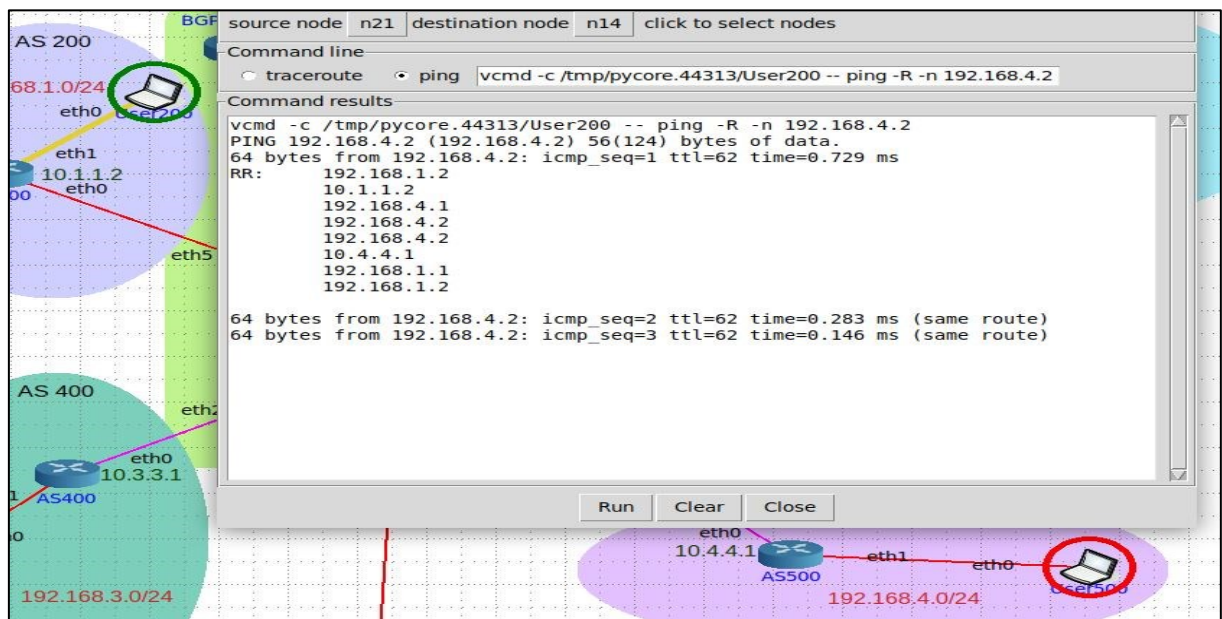 BGP
source node n21 destination node n14 click to select nodes
Command line
traceroute ping vcmd -c /tmp/pycore.44313/User200 -- ping -R -n 192.168.4.2
Command results
vcmd -c /tmp/pycore.44313/User200 -- ping -R -n 192.168.4.2
PING 192.168.4.2 (192.168.4.2) 56(124) bytes of data.
64 bytes from 192.168.4.2: icmp_seq=1 ttl=62 time=0.729 ms
RR: 192.168.1.2
10.1.1.2
192.168.4.1
192.168.4.2
192.168.4.2
10.4.4.1
192.168.1.1
192.168.1.2
64 bytes from 192.168.4.2: icmp_seq=2 ttl=62 time=0.283 ms (same route)
64 bytes from 192.168.4.2: icmp_seq=3 ttl=62 time=0.146 ms (same route)
Run Clear Close
AS 200
68.1.0/24
eth0 User200
eth1
10.1.1.2
00 eth0
eth5
AS 400
eth2
eth0
10.3.3.1
1 AS400
192.168.3.0/24
eth0
10.4.4.1
AS500
eth1
eth0
User500
192.168.4.0/24